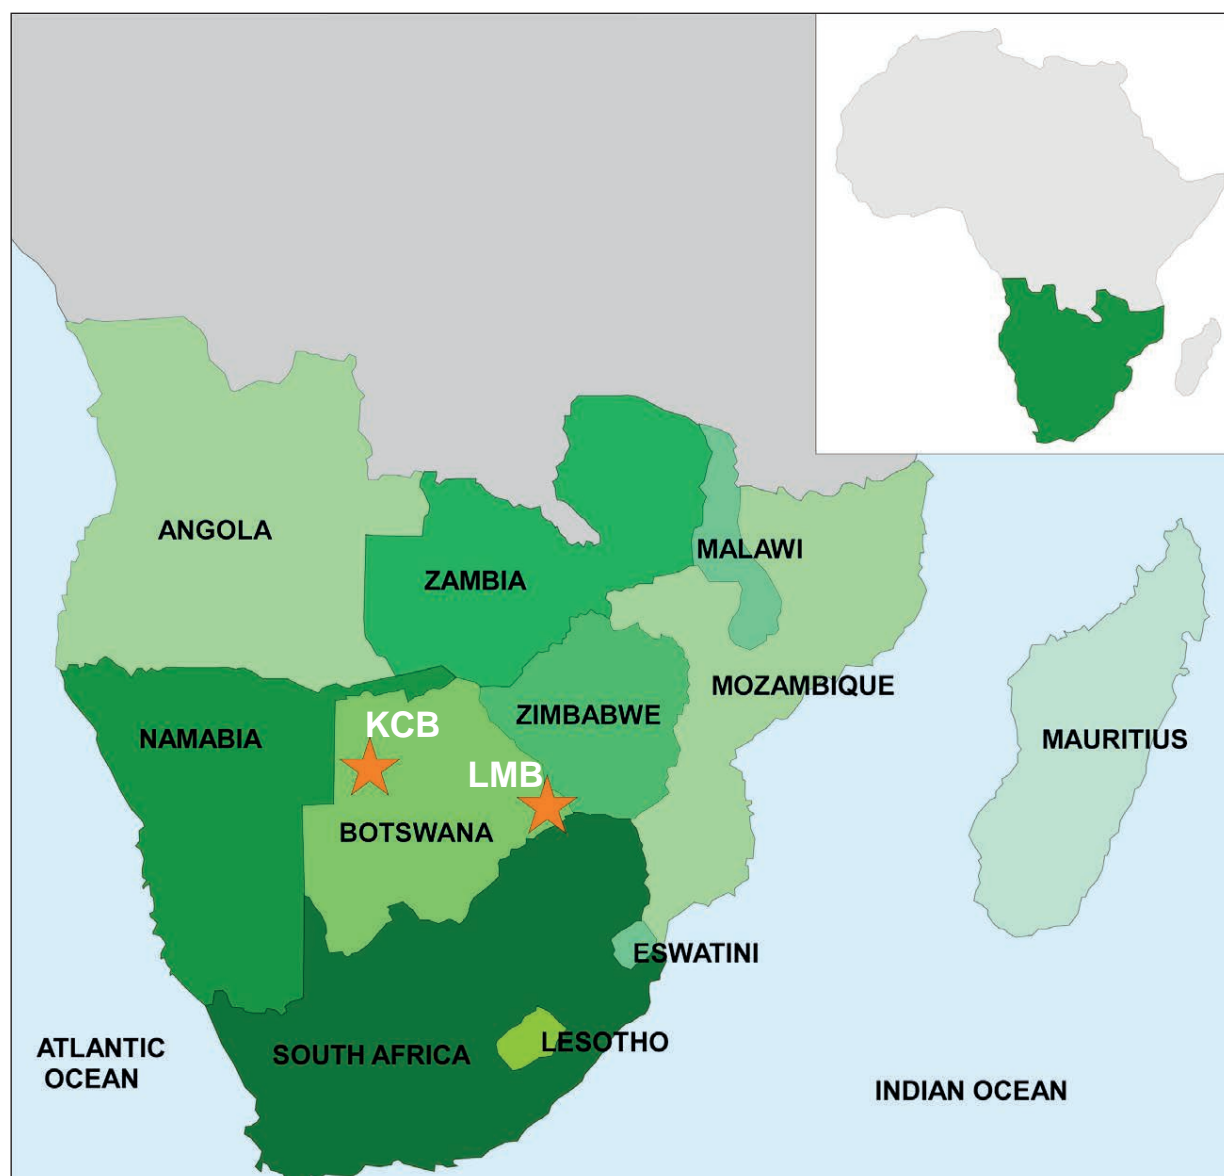 ANGOLA
MALAWI
ZAMBIA
MOZAMBIQUE
ZIMBABWE
KCB
NAMABIA
MAURITIUS
LMB
BOTSWANA
ESWATINI
LESOTHO
SOUTH AFRICA
ATLANTIC
OCEAN
INDIAN OCEAN